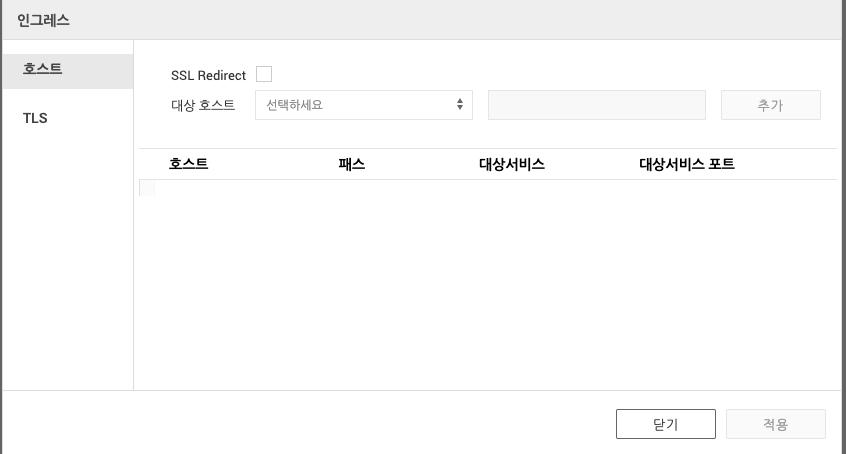 인그레스
호스트
TLS
SSL Redirect
대상 호스트 선택하세요 추가
호스트 패스 대상서비스 대상서비스 포트
닫기 적용